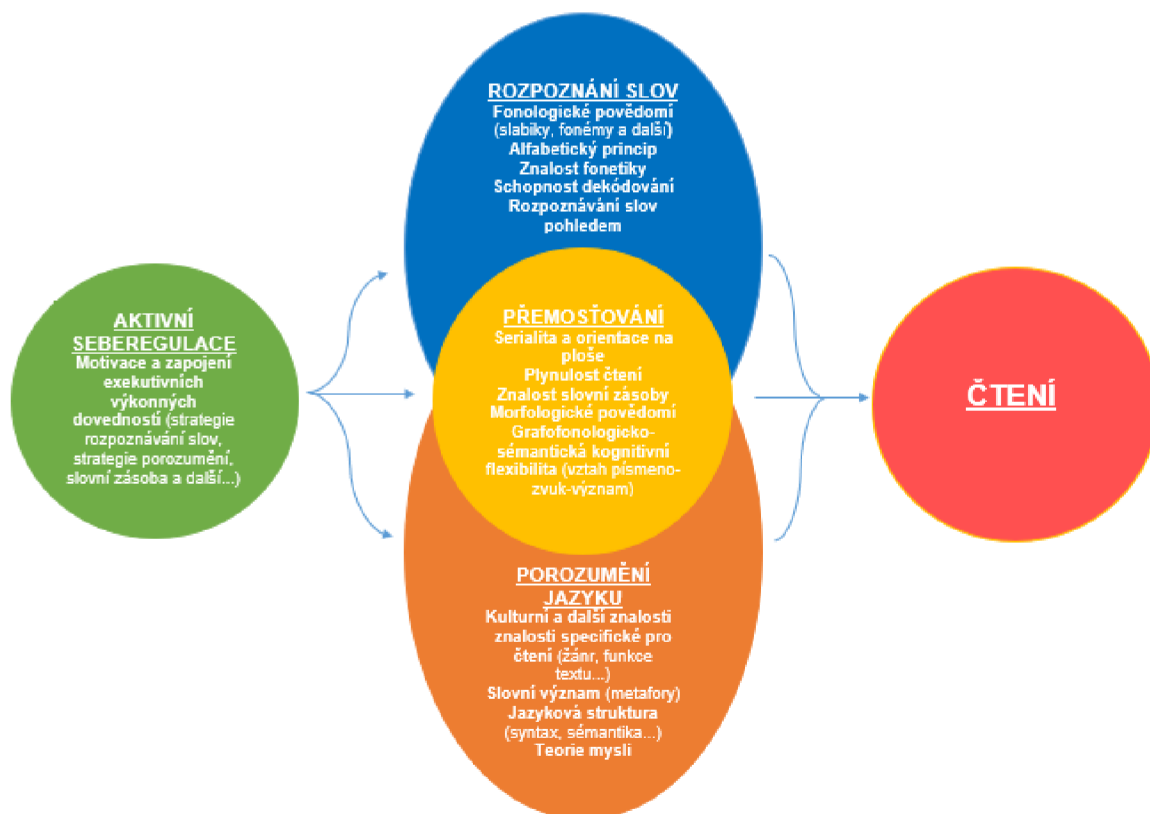 ROZPOZNÁNÍ SLOV
Fonologické povědomí
(slabiky, fonémy a další)
Alfabetický princip
Znalost fonetiky
Schopnost dekódování
Rozpoznávání slov
pohledem
AKTIVNÍ
SEBEREGULACE
Motivace a zapojení
exekutivních
výkonných
dovedností (strategie
rozpoznávání slov,
strategie porozumění,
slovní zásoba a další...)
PŘEMOSŤOVÁNÍ
Serialita a orientace na
ploše
Plynulost čtení
Znalost slovní zásoby
Morfologické povědomí
Grafofonologicko-
sémantická kognitivní
flexibilita (vztah písmeno-
zvuk-význam)
ČTENÍ
POROZUMĚNÍ
JAZYKU
Kulturní a další znalosti
znalosti specifické pro
čtení (žánr, funkce
textu...)
Slovní význam (metafory)
Jazyková struktura
(syntax, sémantika...)
Teorie mysli